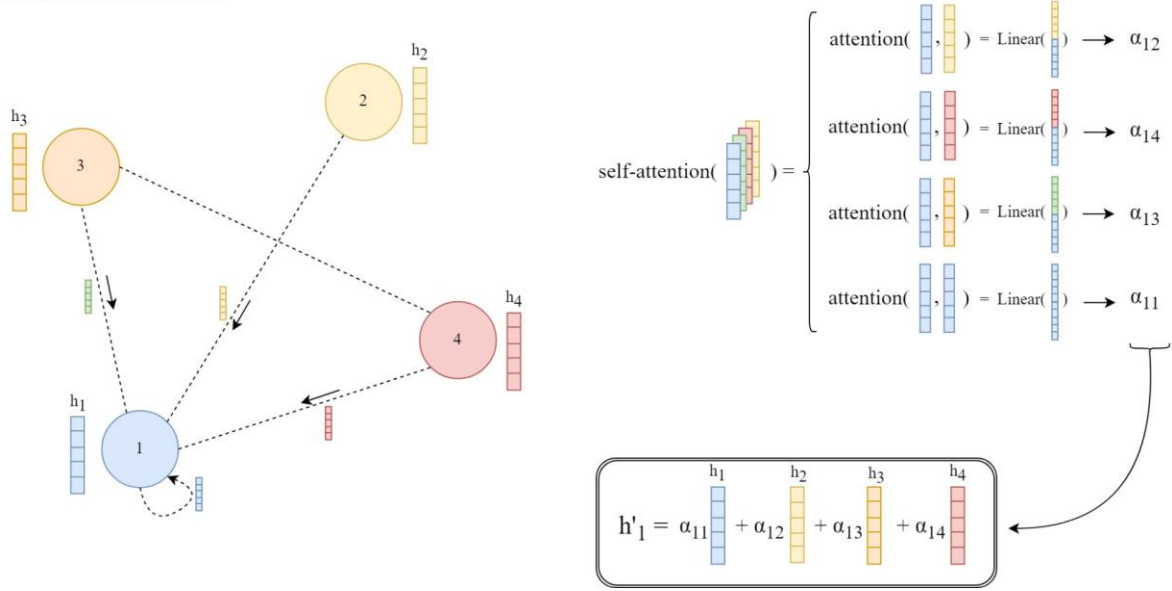 h2
2
h3
3
h4
4
h1
1
self-attention( ) =
attention( , ) = Linear( ) α12
attention( , ) = Linear( ) α14
attention( , ) = Linear( ) α13
attention( , ) = Linear( ) α11
h1 h2 h3 h4
h'1 = α11 + α12 + α13 + α14